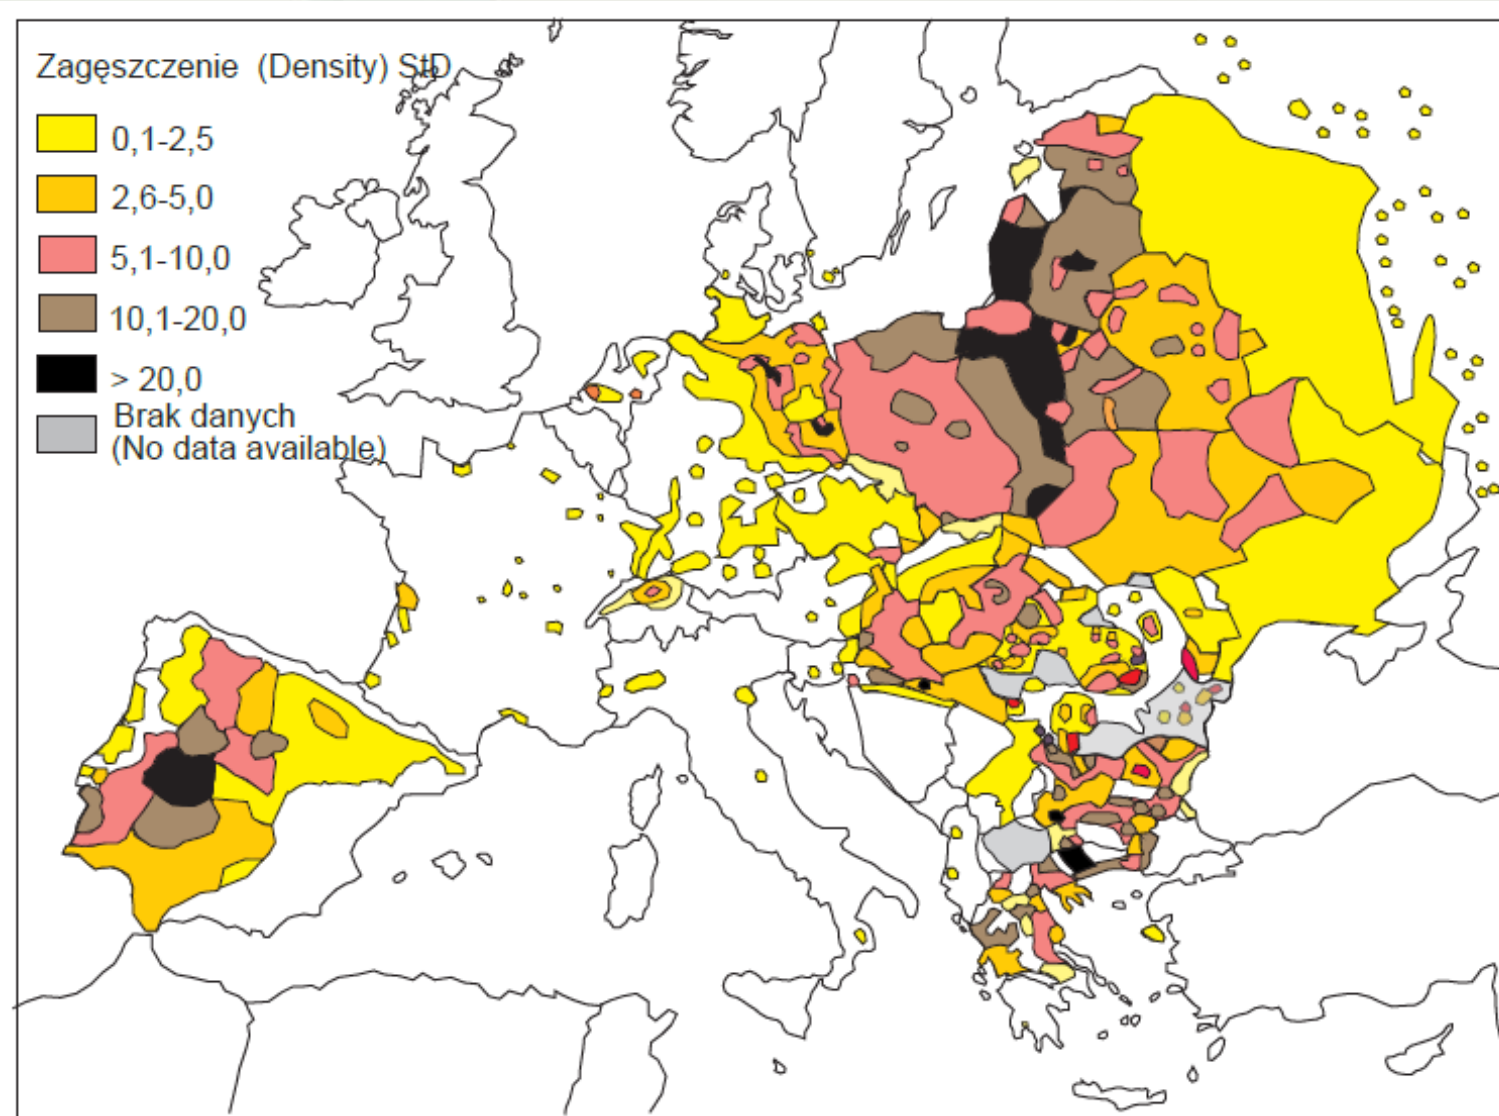 Zagęszczenie (Density) StD
0,1-2,5
2,6-5,0
5,1-10,0
10,1-20,0
> 20,0
Brak danych
(No data available)